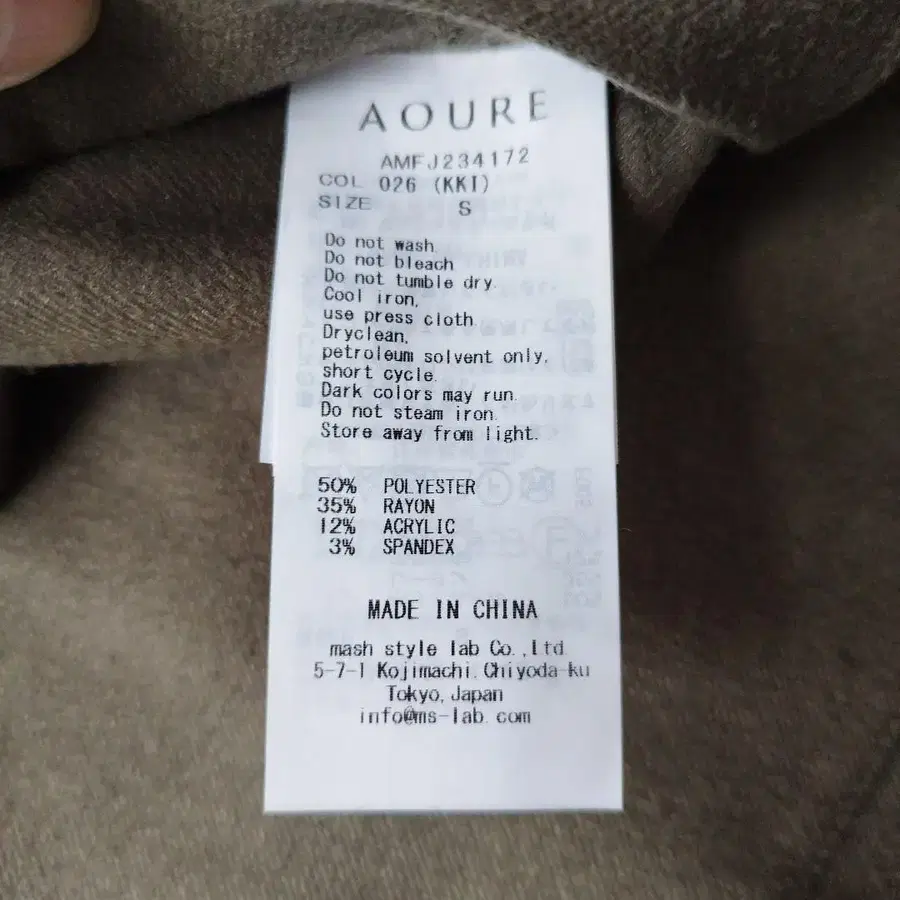 AOURE
AMFJ234172
COL 026 (KKI)
SIZE S
Do not wash.
Do not bleach
Do not tumble dry.
Cool iron,
use press cloth.
Dryclean,
petroleum solvent only,
short cycle.
Dark colors may run.
Do not steam iron.
Store away from light.
50% POLYESTER
35% RAYON
12% ACRYLIC
3% SPANDEX
MADE IN CHINA
mash style lab Co.,Ltd.
5-7-1 Kojimachi. Chiyoda-ku
Tokyo, Japan
info@ms-lab.com